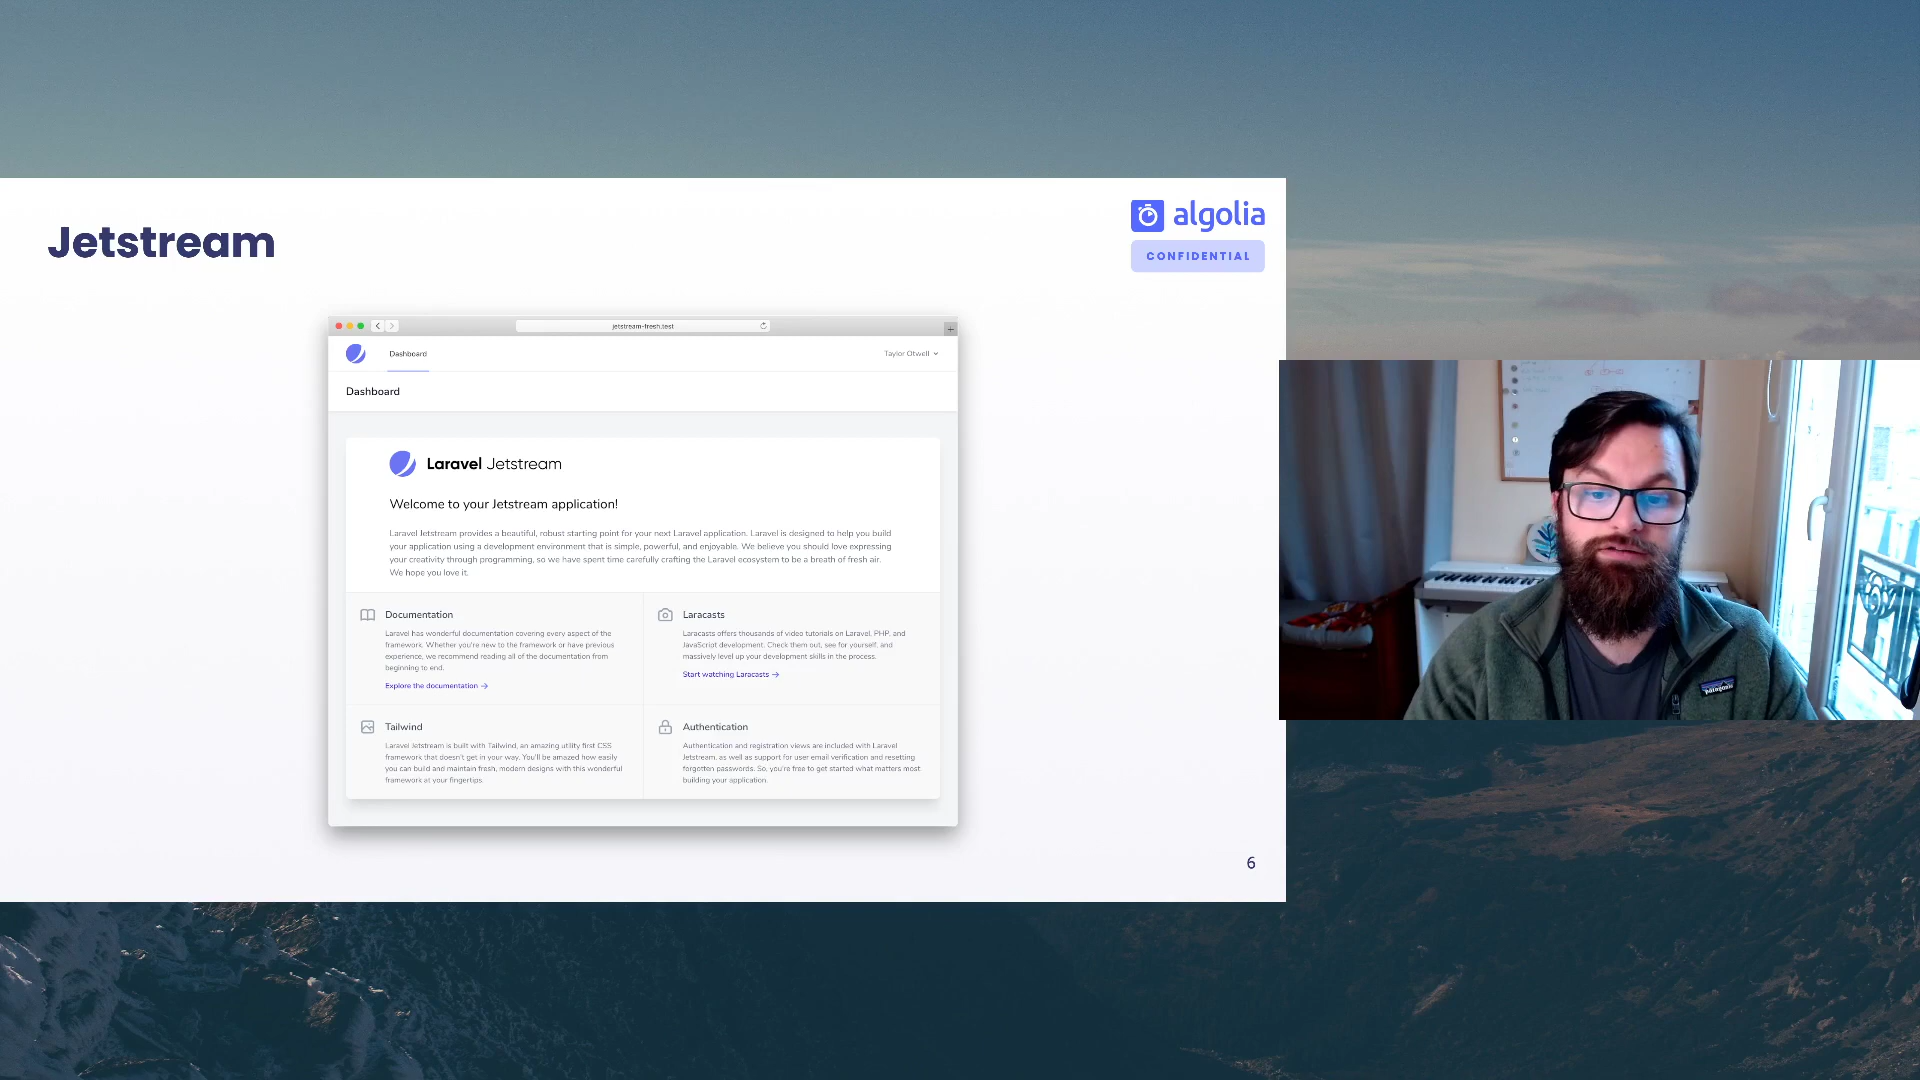 Jetstream
algolia
CONFIDENTIAL
jetstream-fresh.test
Dashboard
Taylor Otwell
Dashboard
Laravel Jetstream
Welcome to your Jetstream application!
Laravel Jetstream provides a beautiful, robust starting point for your next Laravel application. Laravel is designed to help you build
your application using a development environment that is simple, powerful, and enjoyable. We believe you should love expressing
your creativity through programming, so we have spent time carefully crafting the Laravel ecosystem to be a breath of fresh air.
We hope you love it.
Documentation
Laravel has wonderful documentation covering every aspect of the
framework. Whether you're new to the framework or have previous
experience, we recommend reading all of the documentation from
beginning to end.
Explore the documentation →
Laracasts
Laracasts offers thousands of video tutorials on Laravel, PHP, and
JavaScript development. Check them out, see for yourself, and
massively level up your development skills in the process.
Start watching Laracasts →
Tailwind
Laravel Jetstream is built with Tailwind, an amazing utility first CSS
framework that doesn't get in your way. You'll be amazed how easily
you can build and maintain fresh, modern designs with this wonderful
framework at your fingertips.
Authentication
Authentication and registration views are included with Laravel
Jetstream, as well as support for user email verification and resetting
forgotten passwords. So, you're free to get started what matters most:
building your application.
6
patagonia